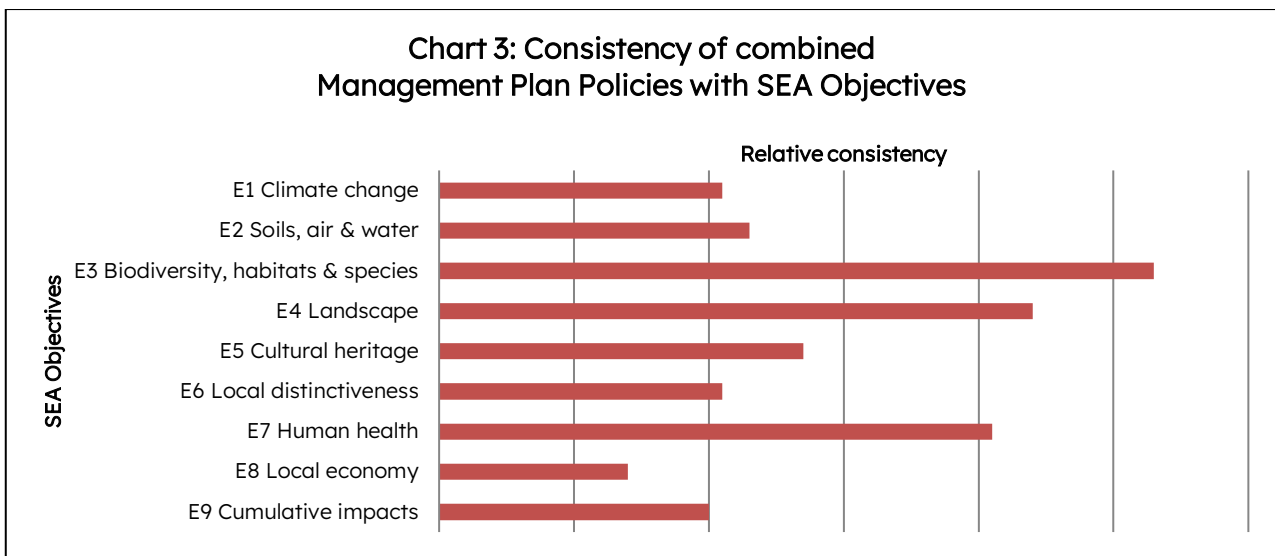 Chart 3: Consistency of combined
Management Plan Policies with SEA Objectives
Relative consistency
SEA Objectives
E1 Climate change
E2 Soils, air & water
E3 Biodiversity, habitats & species
E4 Landscape
E5 Cultural heritage
E6 Local distinctiveness
E7 Human health
E8 Local economy
E9 Cumulative impacts